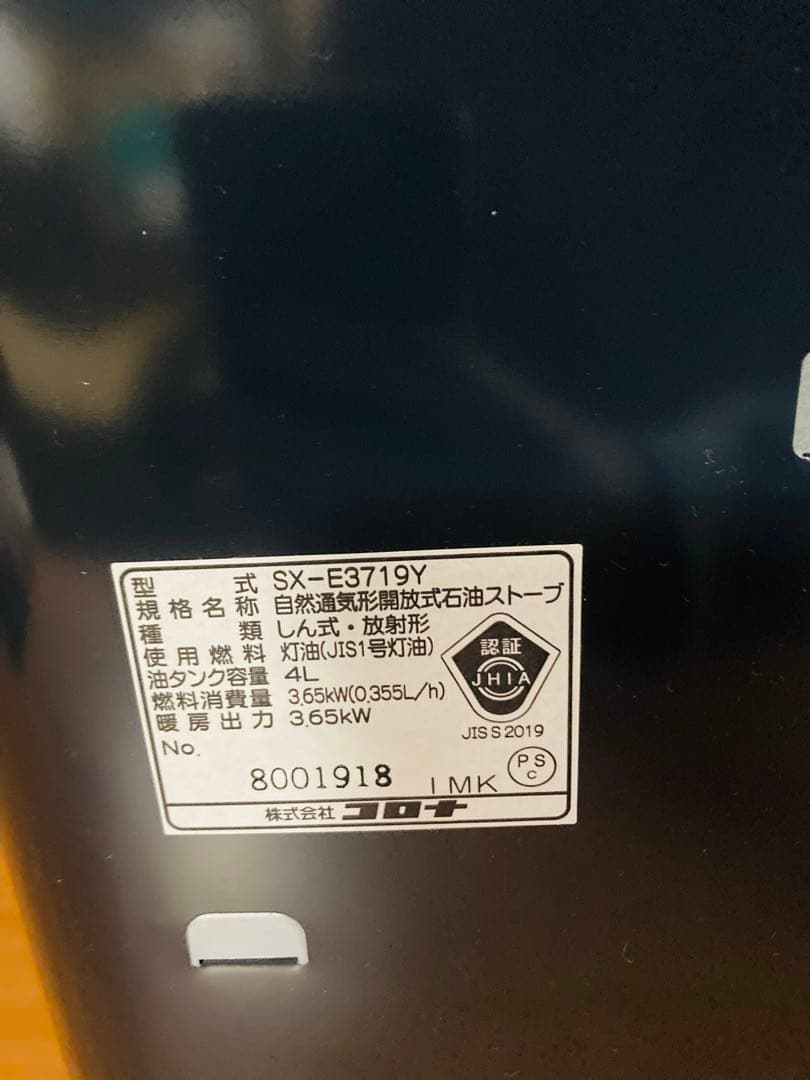 型式 SX-E3719Y
規格名称 自然通気形開放式石油ストーブ
種類 しん式・放射形
使用燃料 灯油(JIS1号灯油)
油タンク容量 4L
燃料消費量 3.65kW(0.355L/h)
暖房出力 3.65kW
認証
JHIA
JIS S 2019
No.
8001918 IMK
PS
C
株式会社 コロナ